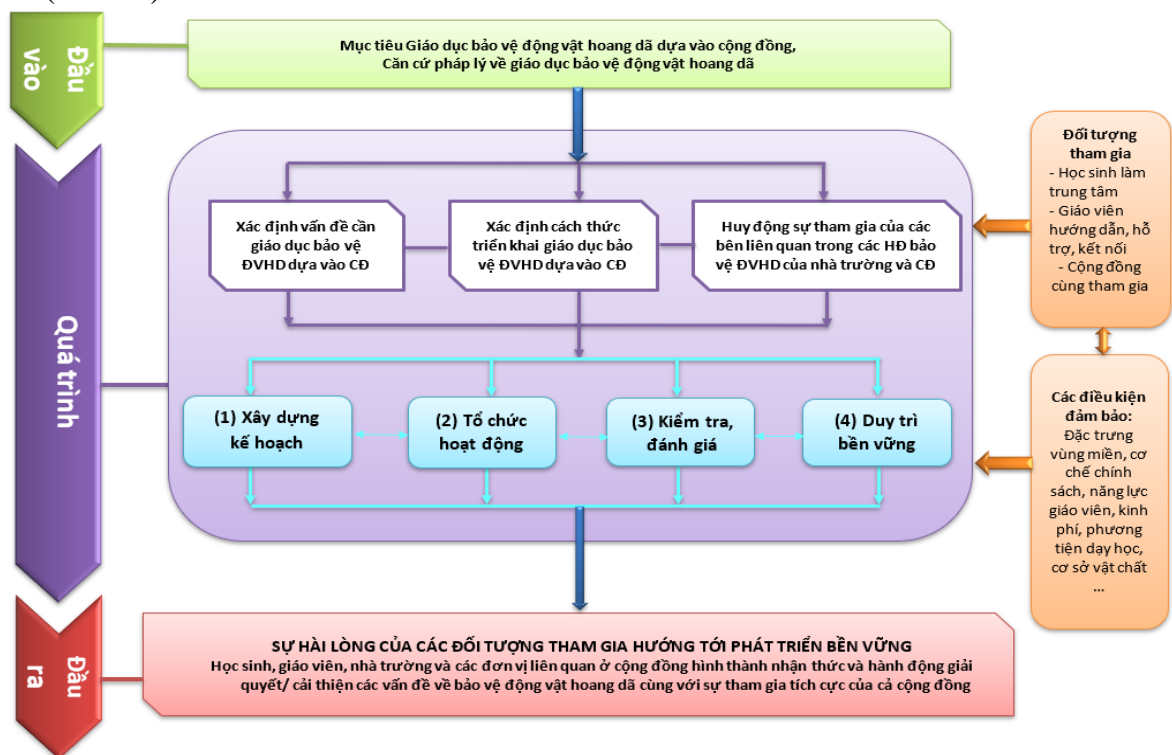 Đầu
vào
Mục tiêu Giáo dục bảo vệ động vật hoang dã dựa vào cộng đồng,
Căn cứ pháp lý về giáo dục bảo vệ động vật hoang dã
Quá trình
Xác định vấn đề cần
giáo dục bảo vệ
ĐVHD dựa vào CĐ
Xác định cách thức
triển khai giáo dục bảo
vệ ĐVHD dựa vào CĐ
Huy động sự tham gia của các
bên liên quan trong các HĐ bảo
vệ ĐVHD của nhà trường và CĐ
(1) Xây dựng
kế hoạch
(2) Tổ chức
hoạt động
(3) Kiểm tra,
đánh giá
(4) Duy trì
bền vững
Đối tượng
tham gia
- Học sinh làm
trung tâm
- Giáo viên
hướng dẫn, hỗ
trợ, kết nối
- Cộng đồng
cùng tham gia
Các điều kiện
đảm bảo:
Đặc trưng
vùng miền, cơ
chế chính
sách, năng lực
giáo viên, kinh
phí, phương
tiện dạy học,
cơ sở vật chất
...
Đầu
ra
SỰ HÀI LÒNG CỦA CÁC ĐỐI TƯỢNG THAM GIA HƯỚNG TỚI PHÁT TRIỂN BỀN VỮNG
Học sinh, giáo viên, nhà trường và các đơn vị liên quan ở cộng đồng hình thành nhận thức và hành động giải
quyết/ cải thiện các vấn đề về bảo vệ động vật hoang dã cùng với sự tham gia tích cực của cả cộng đồng